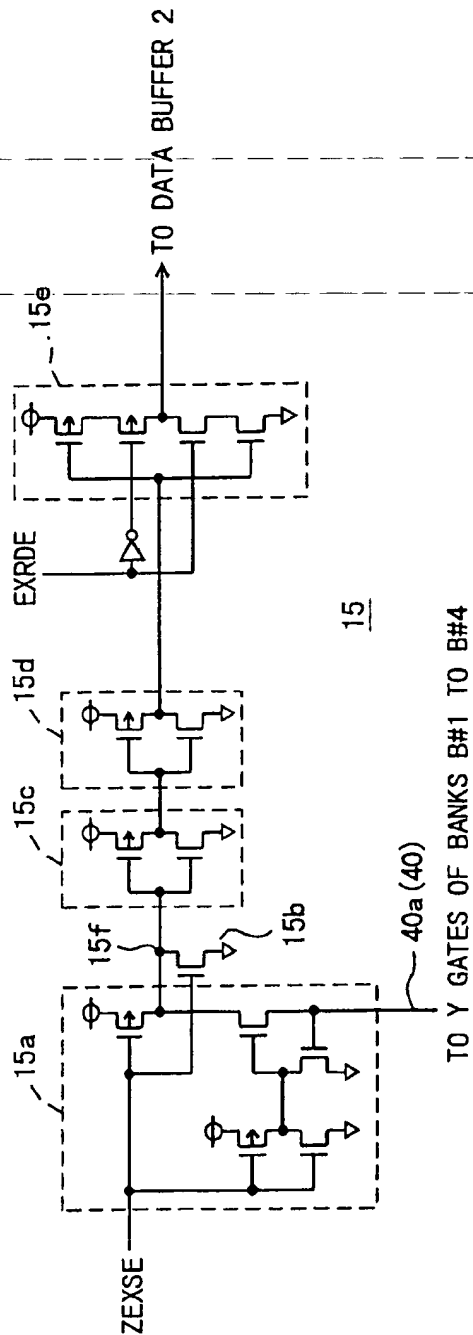 ZEXSE
15a
15f
15b
15c
15d
EXRDE
15e
TO DATA BUFFER 2
15
40a(40)
TO Y GATES OF BANKS B#1 TO B#4